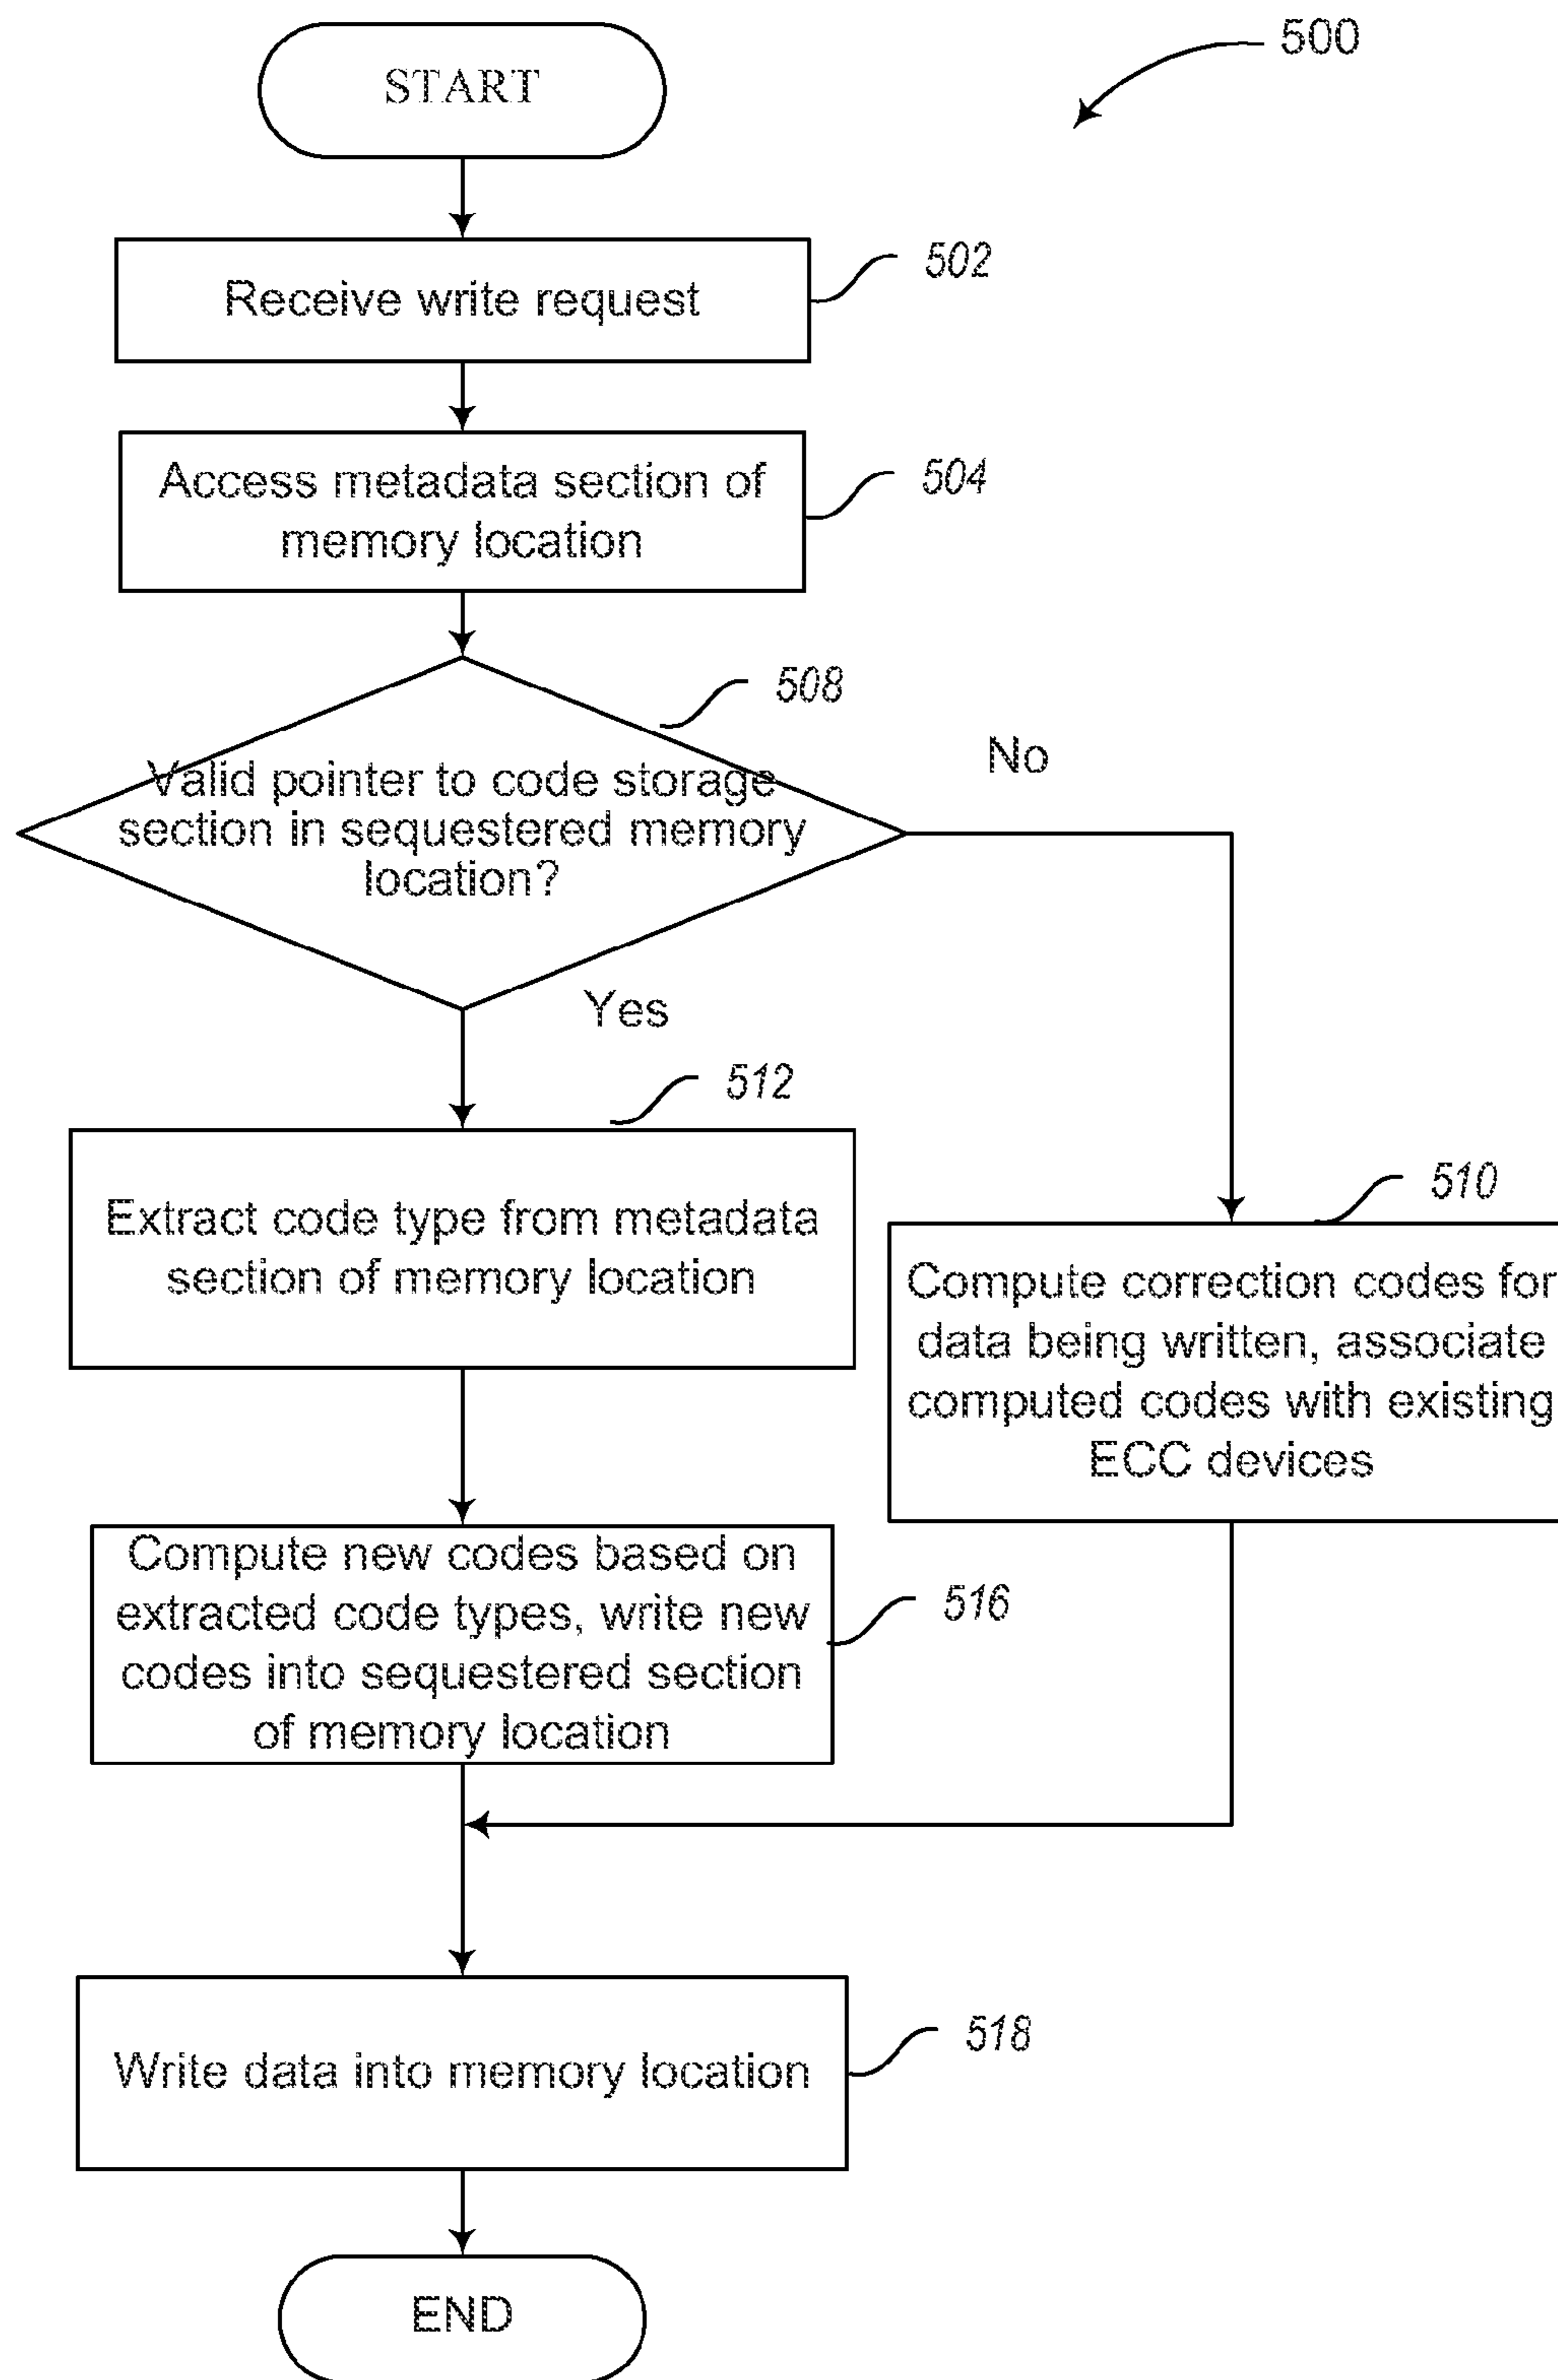 500
START
502
Receive write request
504
Access metadata section of
memory location
508
No
Valid pointer to code storage
section in sequestered memory
location?
Yes
512
Extract code type from metadata
section of memory location
510
Compute correction codes for
data being written, associate
computed codes with existing
ECC devices
Compute new codes based on
extracted code types, write new
codes into sequestered section
of memory location
516
518
Write data into memory location
END